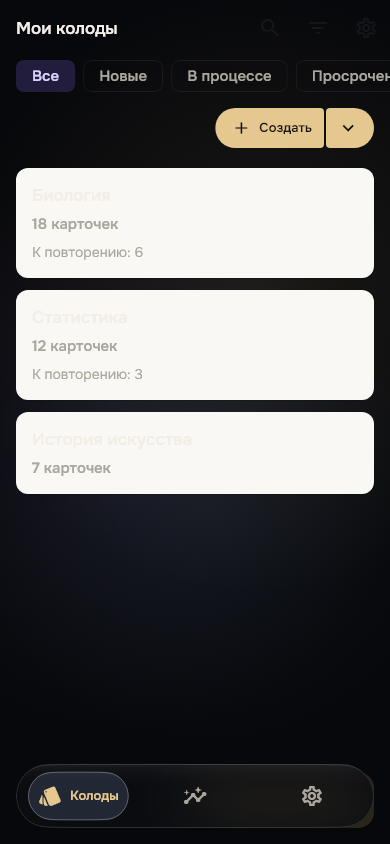 Мои колоды
Все
Новые
В процессе
Просрочен
Создать
Биология
18 карточек
К повторению: 6
Статистика
12 карточек
К повторению: 3
История искусства
7 карточек
Колоды